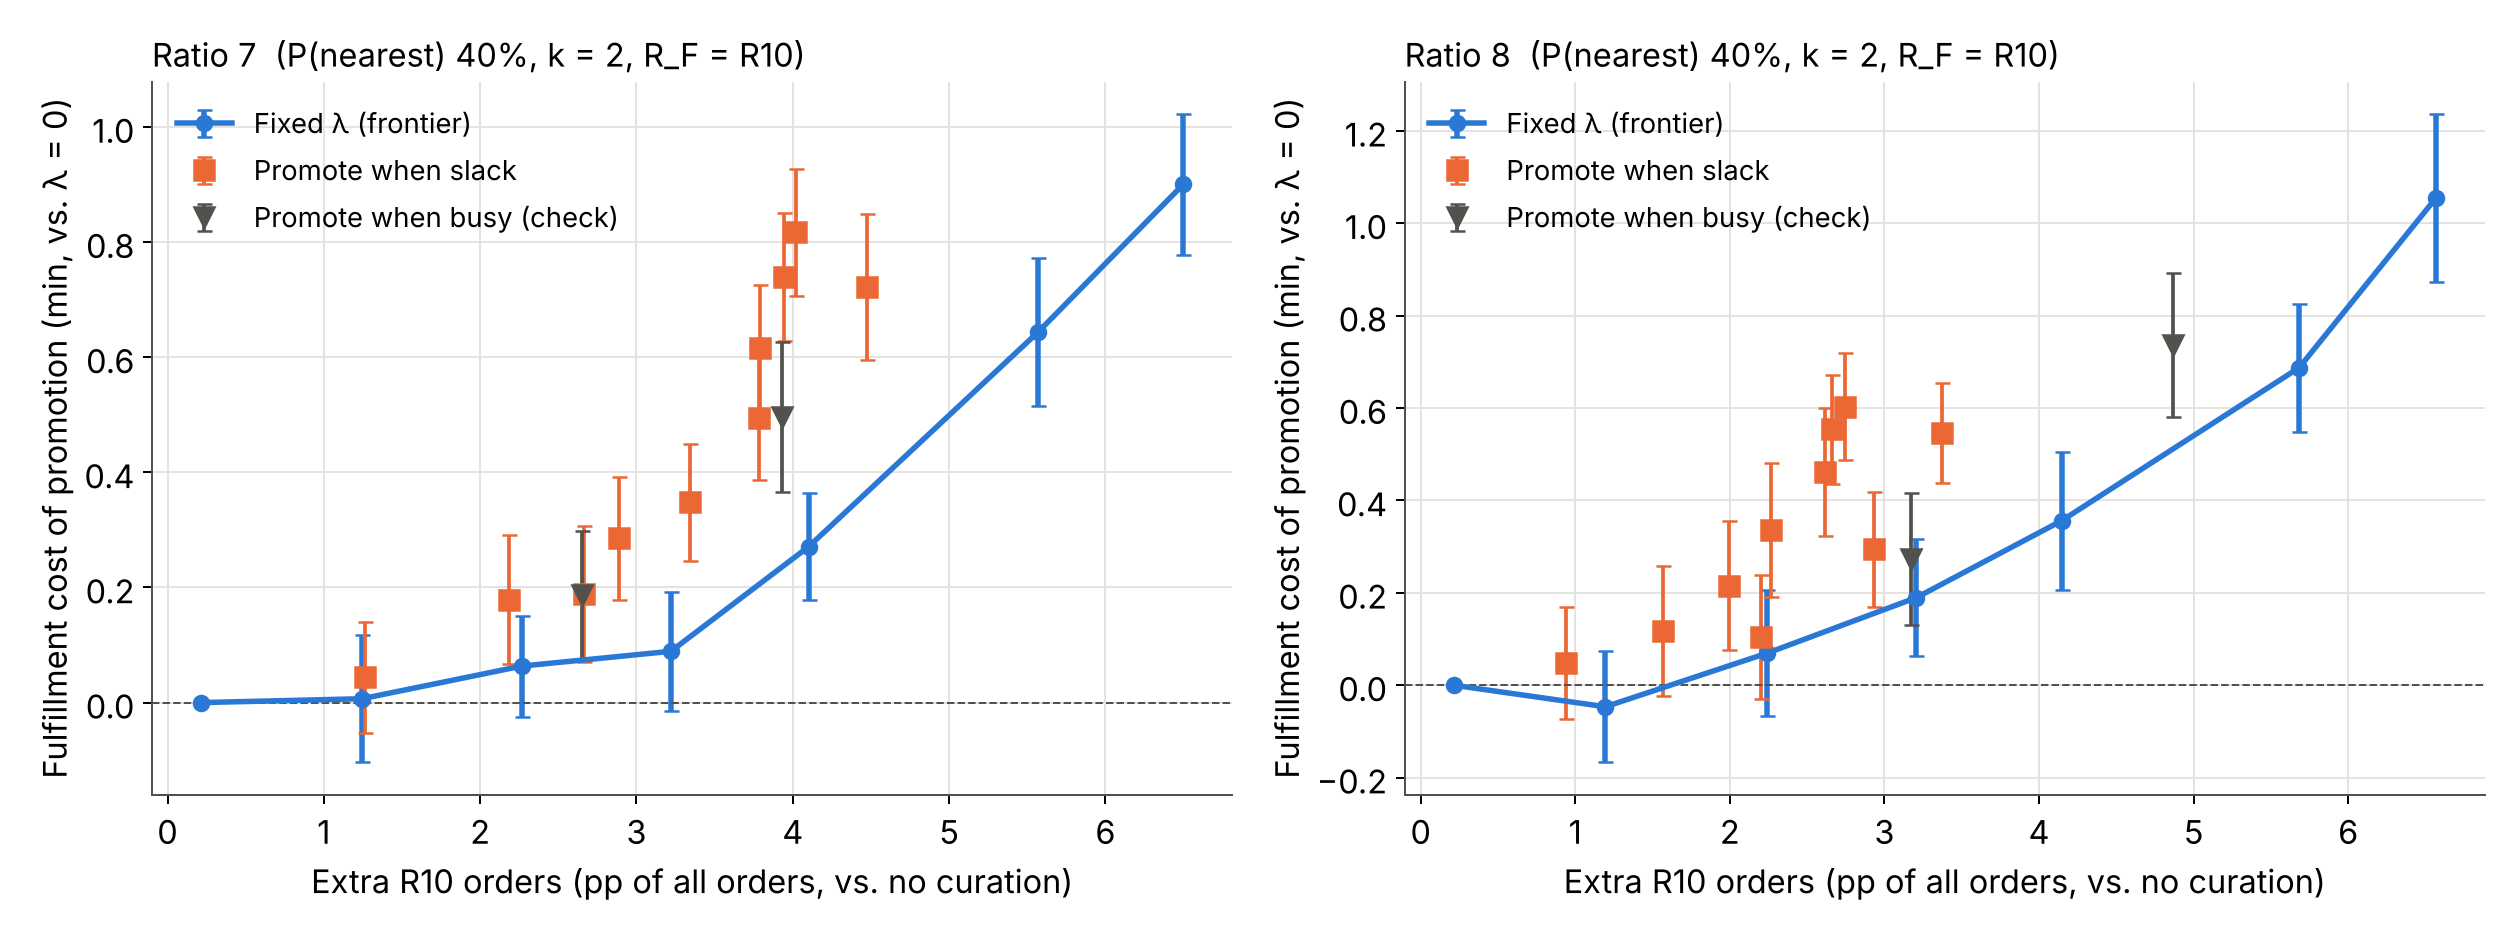 Ratio 7  (P(nearest) 40%, k = 2, R_F = R10)
Fulfillment cost of promotion (min, vs. λ = 0)
1.0
0.8
0.6
0.4
0.2
0.0
Fixed λ (frontier)
Promote when slack
Promote when busy (check)
0 1 2 3 4 5 6
Extra R10 orders (pp of all orders, vs. no curation)
Ratio 8  (P(nearest) 40%, k = 2, R_F = R10)
Fulfillment cost of promotion (min, vs. λ = 0)
1.2
1.0
0.8
0.6
0.4
0.2
0.0
−0.2
Fixed λ (frontier)
Promote when slack
Promote when busy (check)
0 1 2 3 4 5 6
Extra R10 orders (pp of all orders, vs. no curation)